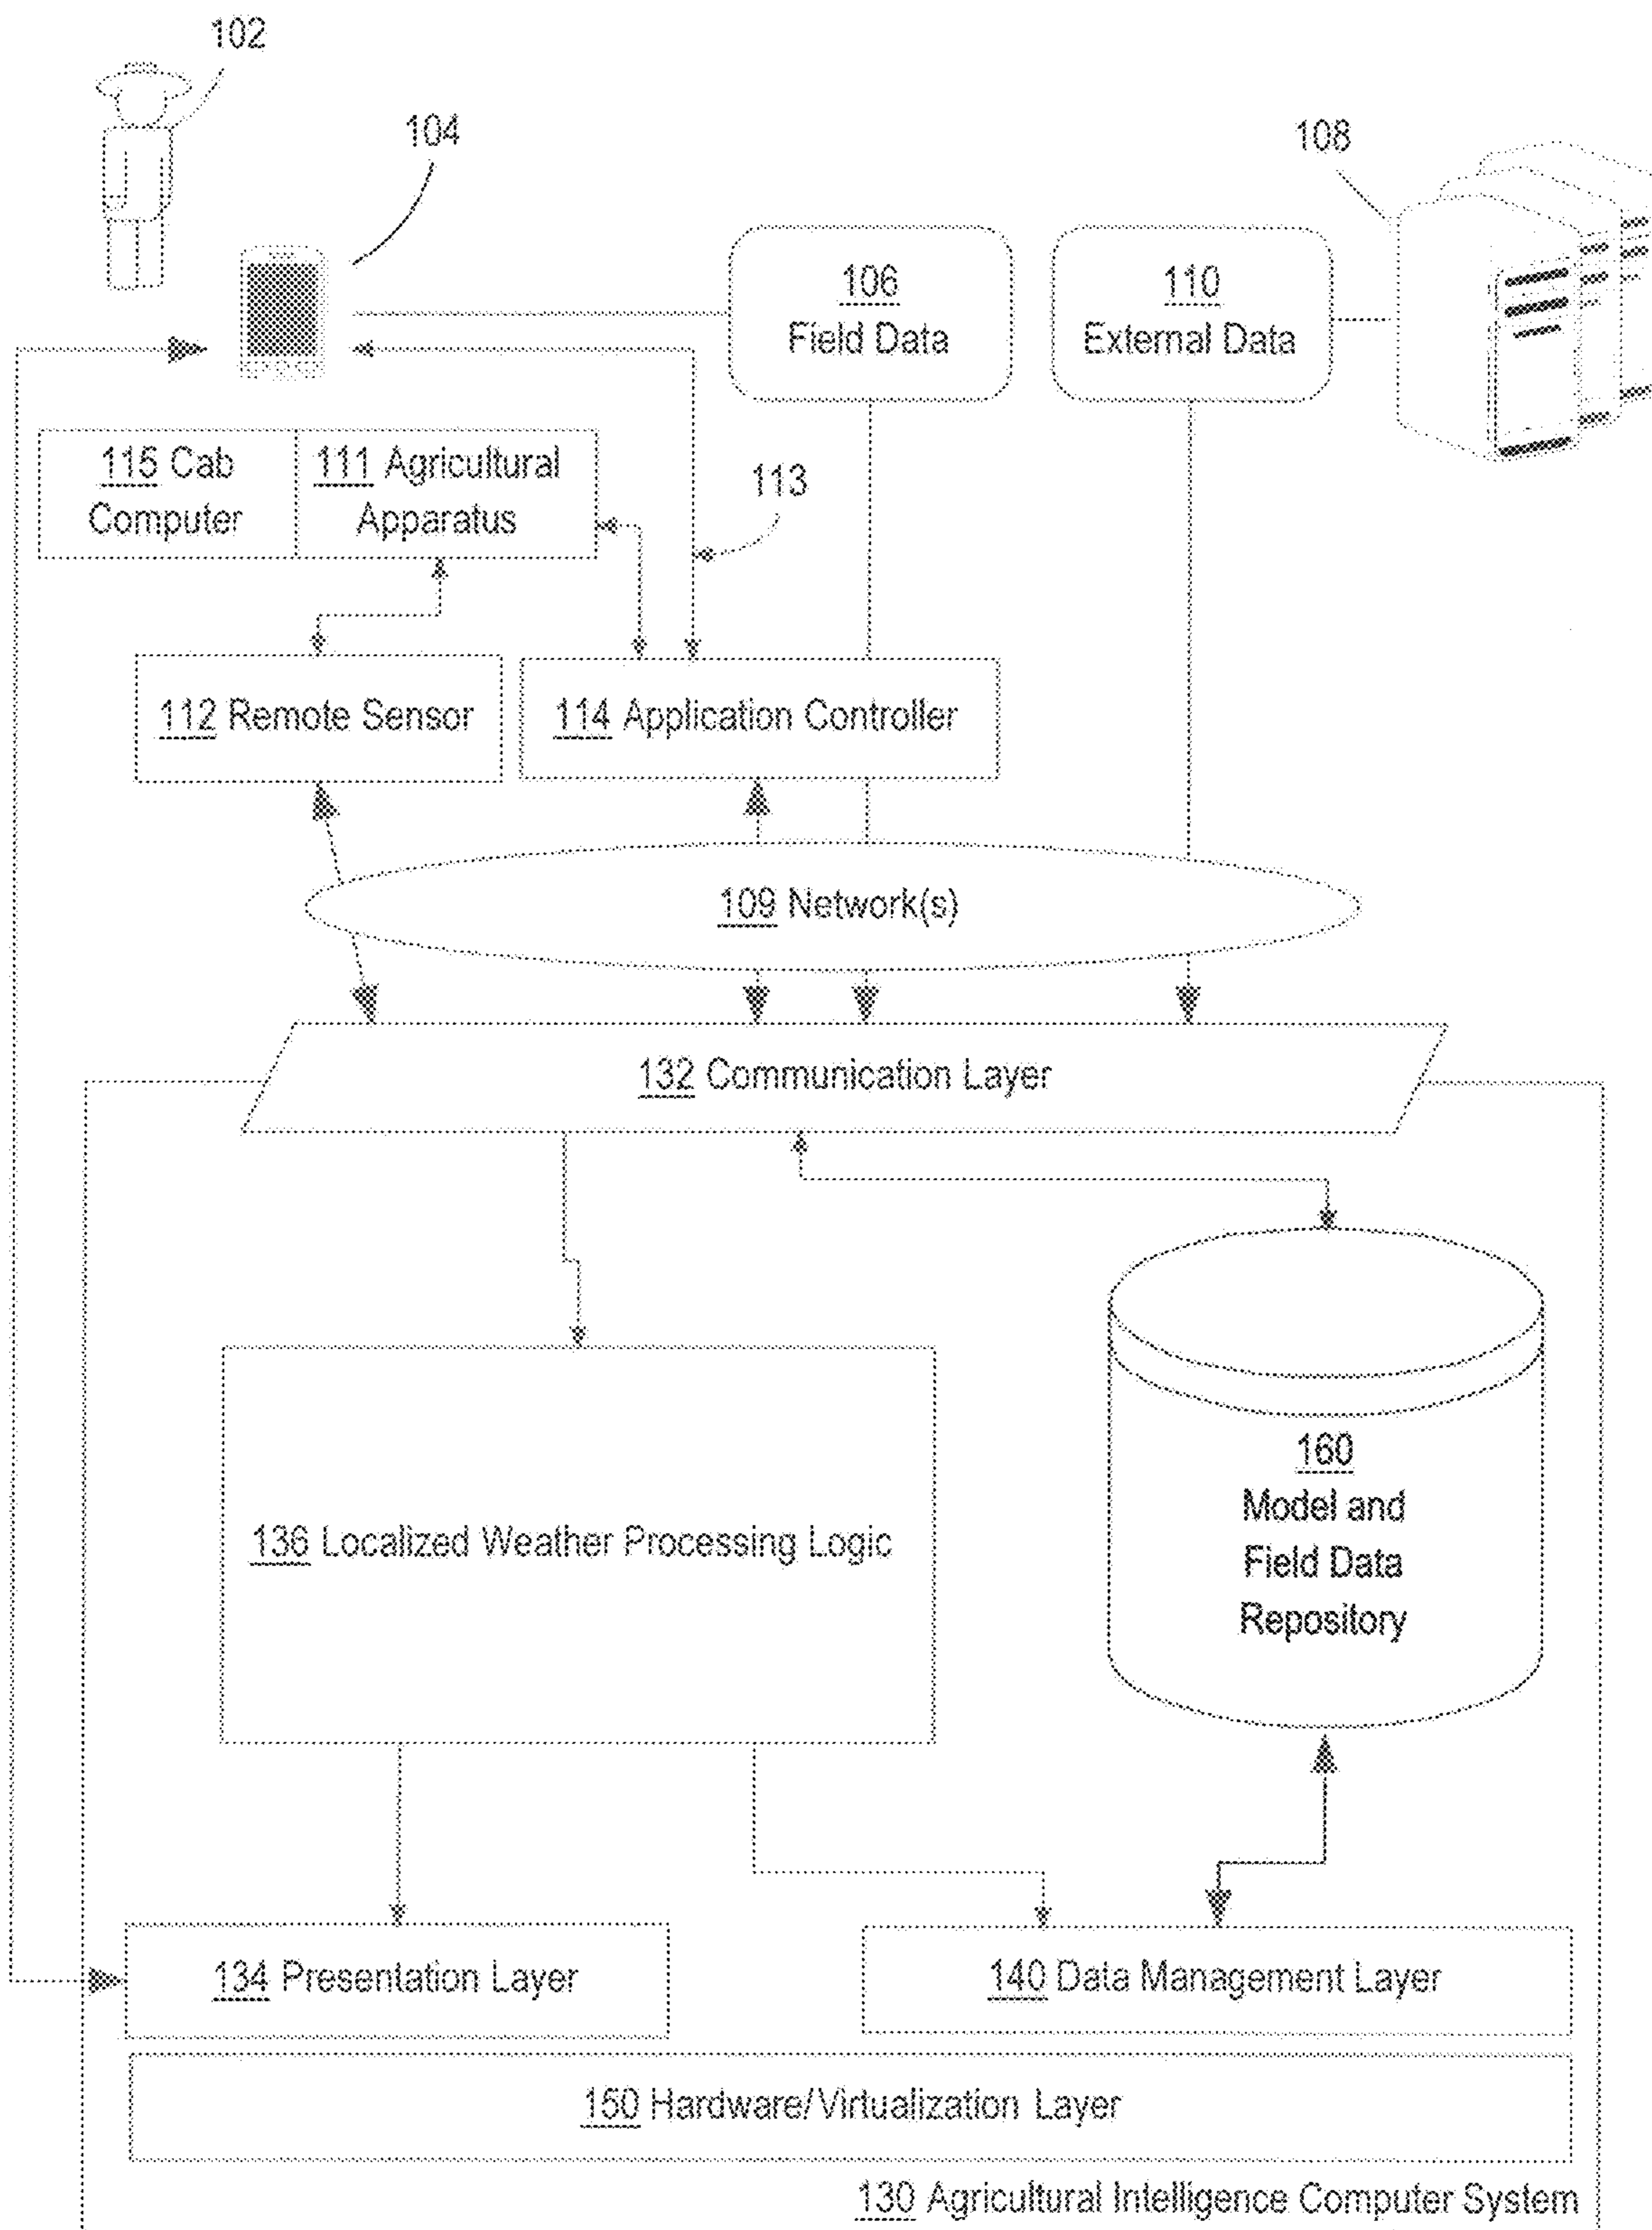 102
104
108
106
Field Data
110
External Data
115 Cab
Computer
111 Agricultural
Apparatus
113
112 Remote Sensor
114 Application Controller
109 Network(s)
132 Communication Layer
136 Localized Weather Processing Logic
160
Model and
Field Data
Repository
134 Presentation Layer
140 Data Management Layer
150 Hardware/Virtualization Layer
130 Agricultural Intelligence Computer System